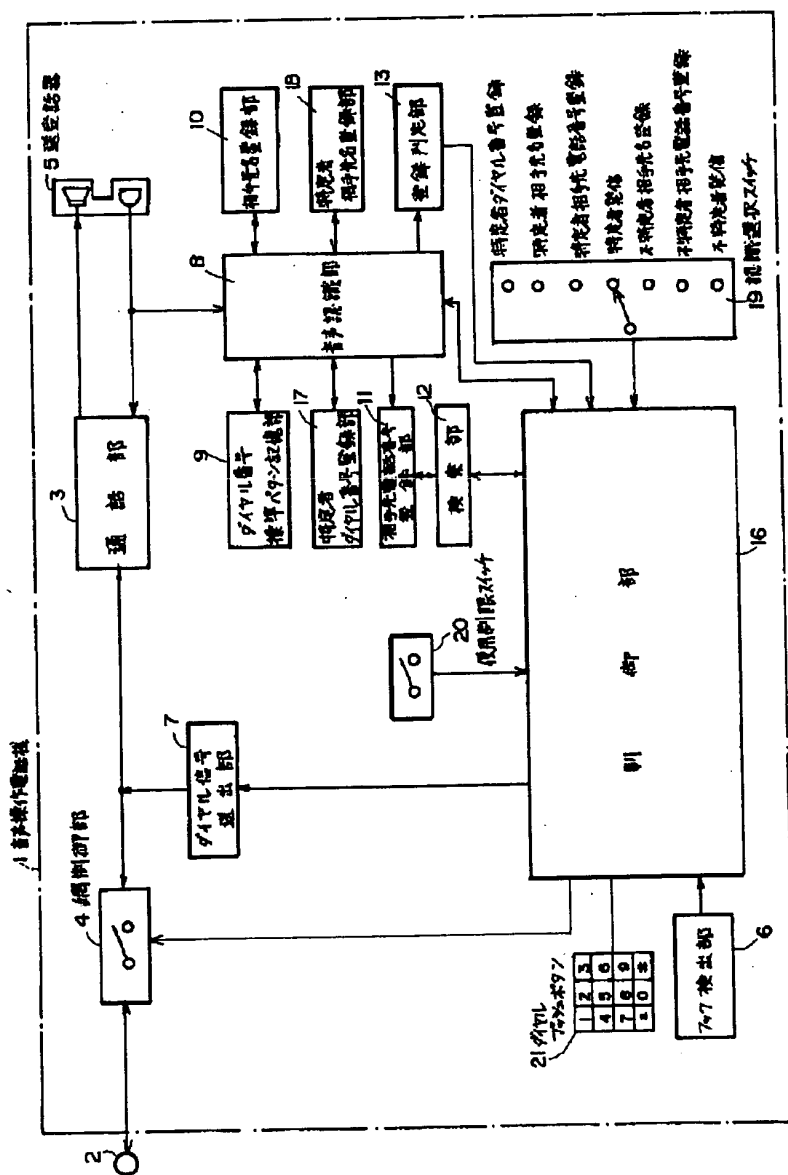 1 音声操作電話機
2
4 網制御部
3
通話部
5 送受話器
7
ダイヤル信号
送出部
9
ダイヤル番号
標準パターン記憶部
17
特定者
ダイヤル番号登録部
11
相手先電話番号
登録部
12
検索部
8
音声認識部
10
相手先名登録部
18
特定者
相手先名登録部
13
登録判定部
20
使用制限スイッチ
特定者ダイヤル番号登録
特定者相手先名登録
特定者相手先電話番号登録
特定者発信
不特定者相手先名登録
不特定者相手先電話番号登録
不特定者発信
19 機能選択スイッチ
16
制御部
21 ダイヤル
プッシュボタン
1 2 3
4 5 6
7 8 9
* 0 #
フック検出部
6